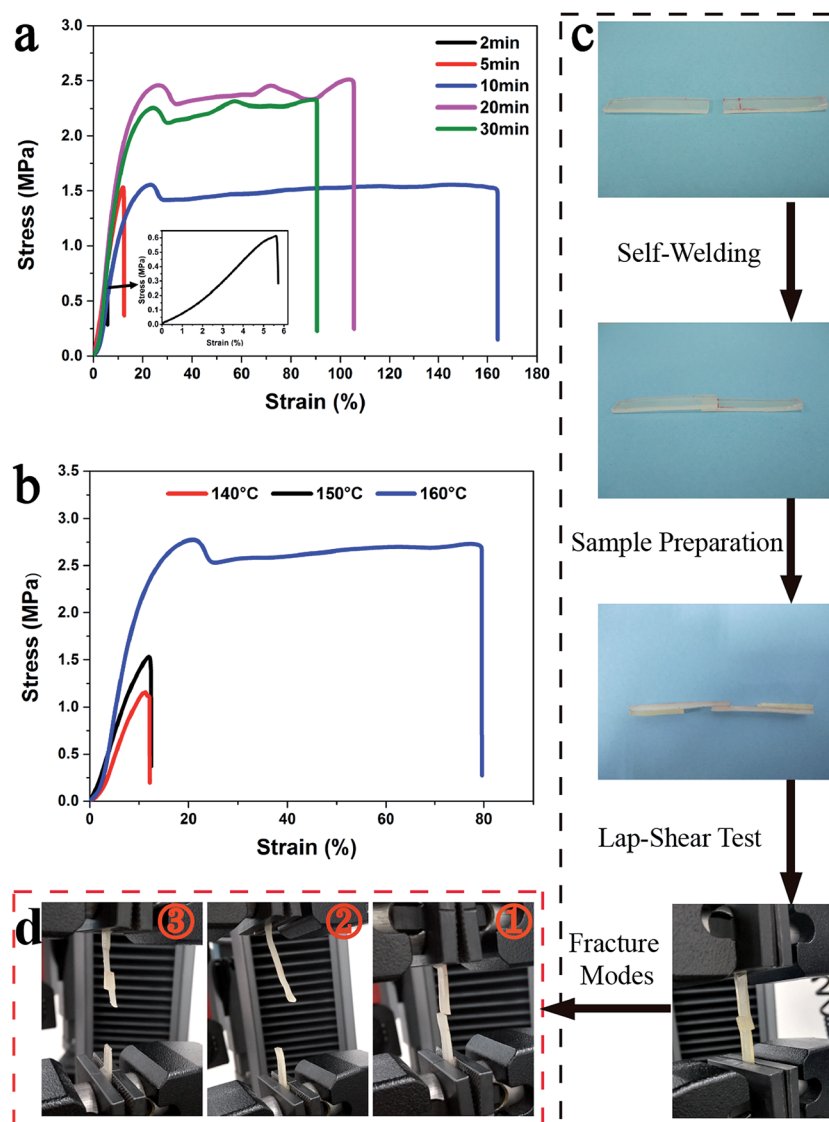 a
3.0
2.5
2.0
1.5
1.0
0.5
0.0
Stress (MPa)
0 20 40 60 80 100 120 140 160 180
Strain (%)
2min
5min
10min
20min
30min
0.6
0.5
0.4
0.3
0.2
0.1
0.0
Stress (MPa)
0 1 2 3 4 5 6
Strain (%)
b
3.5
3.0
2.5
2.0
1.5
1.0
0.5
0.0
Stress (MPa)
0 20 40 60 80
Strain (%)
140°C 150°C 160°C
c
Self-Welding
Sample Preparation
Lap-Shear Test
Fracture
Modes
d
③ ② ①